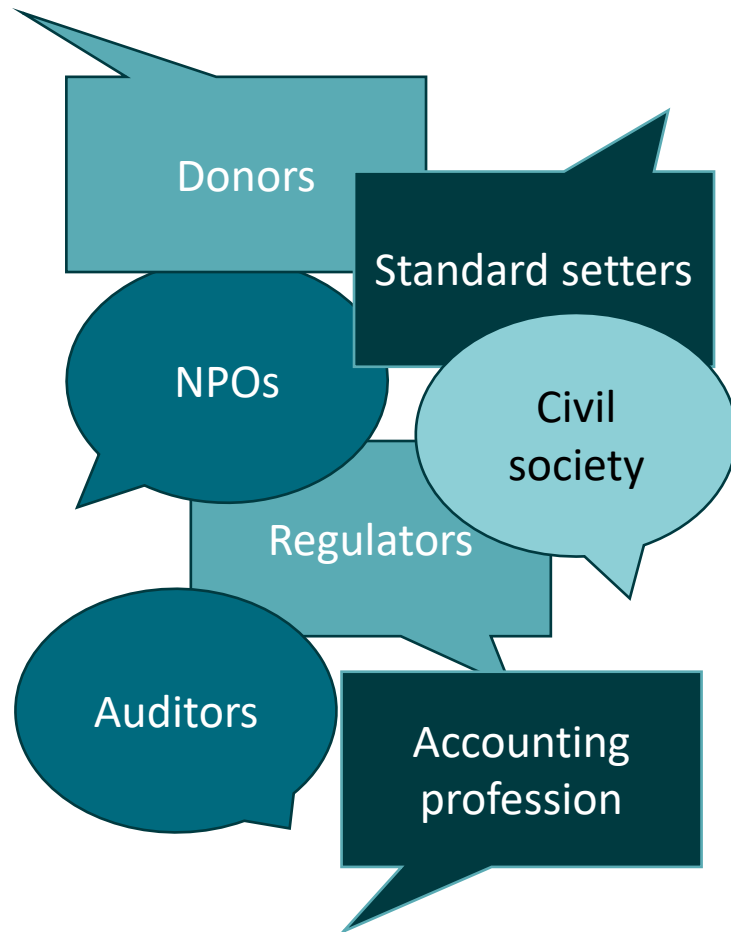 Donors
Standard setters
NPOs
Civil
society
Regulators
Auditors
Accounting
profession